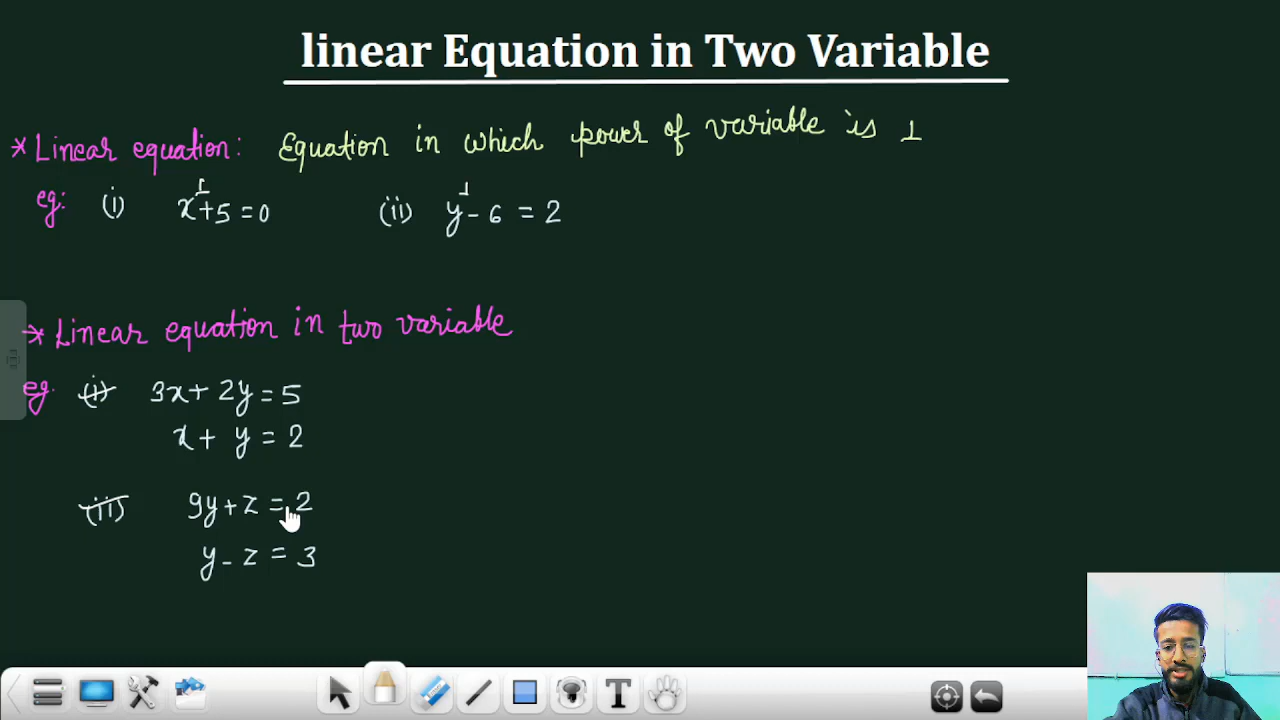 linear Equation in Two Variable
* Linear equation: Equation in which power of variable is 1
eg: (i) x¹+5=0 (ii) y¹-6=2
* Linear equation in two variable
eg. (i) 3x+2y=5
x+y=2
(ii) 9y+z=2
y-z=3
T